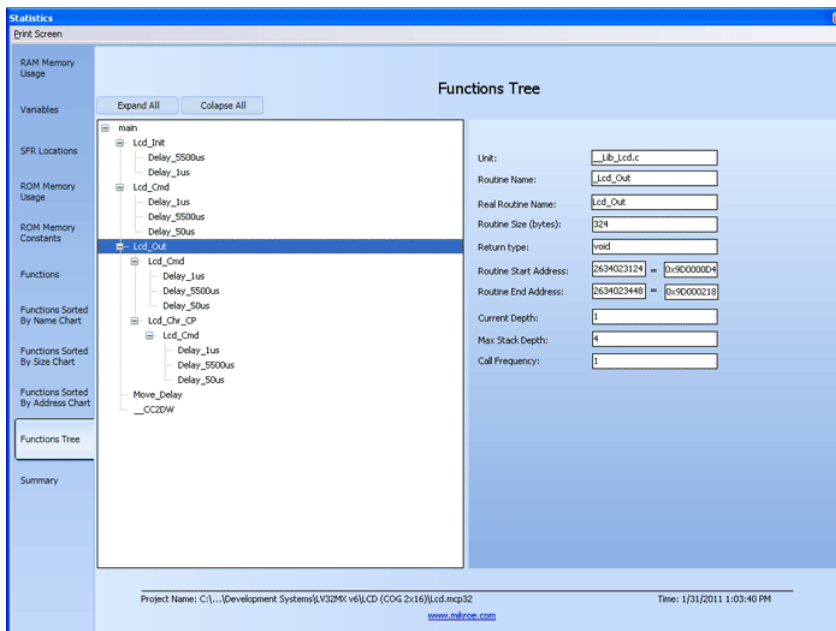 Statistics
Print Screen
RAM Memory
Usage
Variables
SFR Locations
ROM Memory
Usage
ROM Memory
Constants
Functions
Functions Sorted
By Name Chart
Functions Sorted
By Size Chart
Functions Sorted
By Address Chart
Functions Tree
Summary
Functions Tree
Expand All Colapse All
main
Lcd_Init
Delay_5500us
Delay_1us
Lcd_Cmd
Delay_1us
Delay_5500us
Delay_50us
Lcd_Out
Lcd_Cmd
Delay_1us
Delay_5500us
Delay_50us
Lcd_Chr_CP
Lcd_Cmd
Delay_1us
Delay_5500us
Delay_50us
Move_Delay
__CC2DW
Unit: __Lib_Lcd.c
Routine Name: _Lcd_Out
Real Routine Name: Lcd_Out
Routine Size (bytes): 324
Return type: void
Routine Start Address: 2634023124 = 0x9D0000D4
Routine End Address: 2634023448 = 0x9D000218
Current Depth: 1
Max Stack Depth: 4
Call Frequency: 1
Project Name: C:\...\Development Systems\LV32MX v6\LCD (COG 2x16)\Lcd.mcp32 Time: 1/31/2011 1:03:40 PM
www.mikroe.com